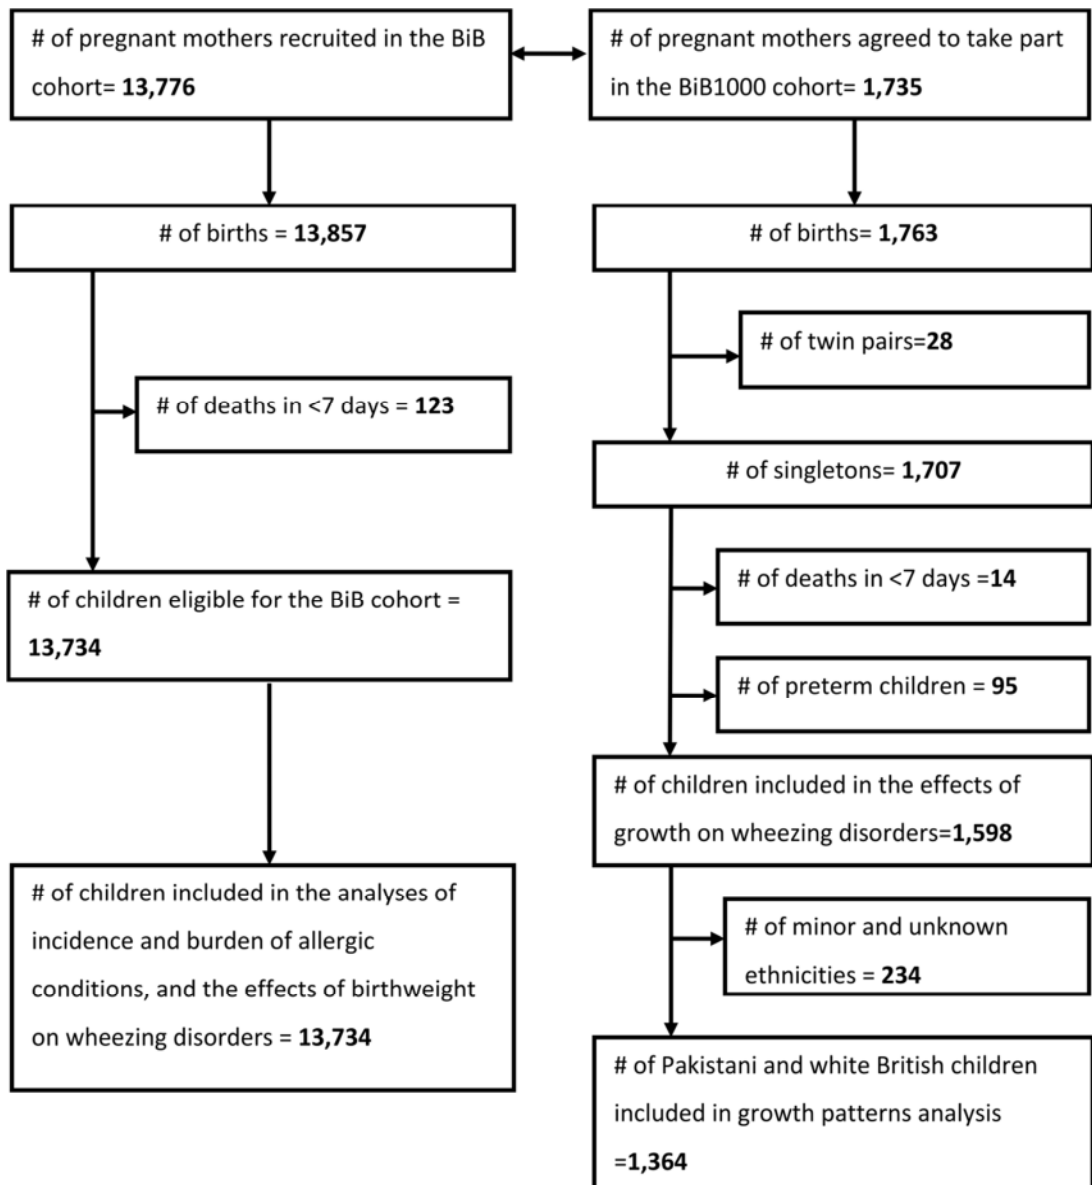 # of pregnant mothers recruited in the BiB
cohort= 13,776
# of pregnant mothers agreed to take part
in the BiB1000 cohort= 1,735
# of births = 13,857
# of births= 1,763
# of twin pairs=28
# of deaths in <7 days = 123
# of singletons= 1,707
# of deaths in <7 days =14
# of children eligible for the BiB cohort =
13,734
# of preterm children = 95
# of children included in the effects of
growth on wheezing disorders=1,598
# of children included in the analyses of
incidence and burden of allergic
conditions, and the effects of birthweight
on wheezing disorders = 13,734
# of minor and unknown
ethnicities = 234
# of Pakistani and white British children
included in growth patterns analysis
=1,364